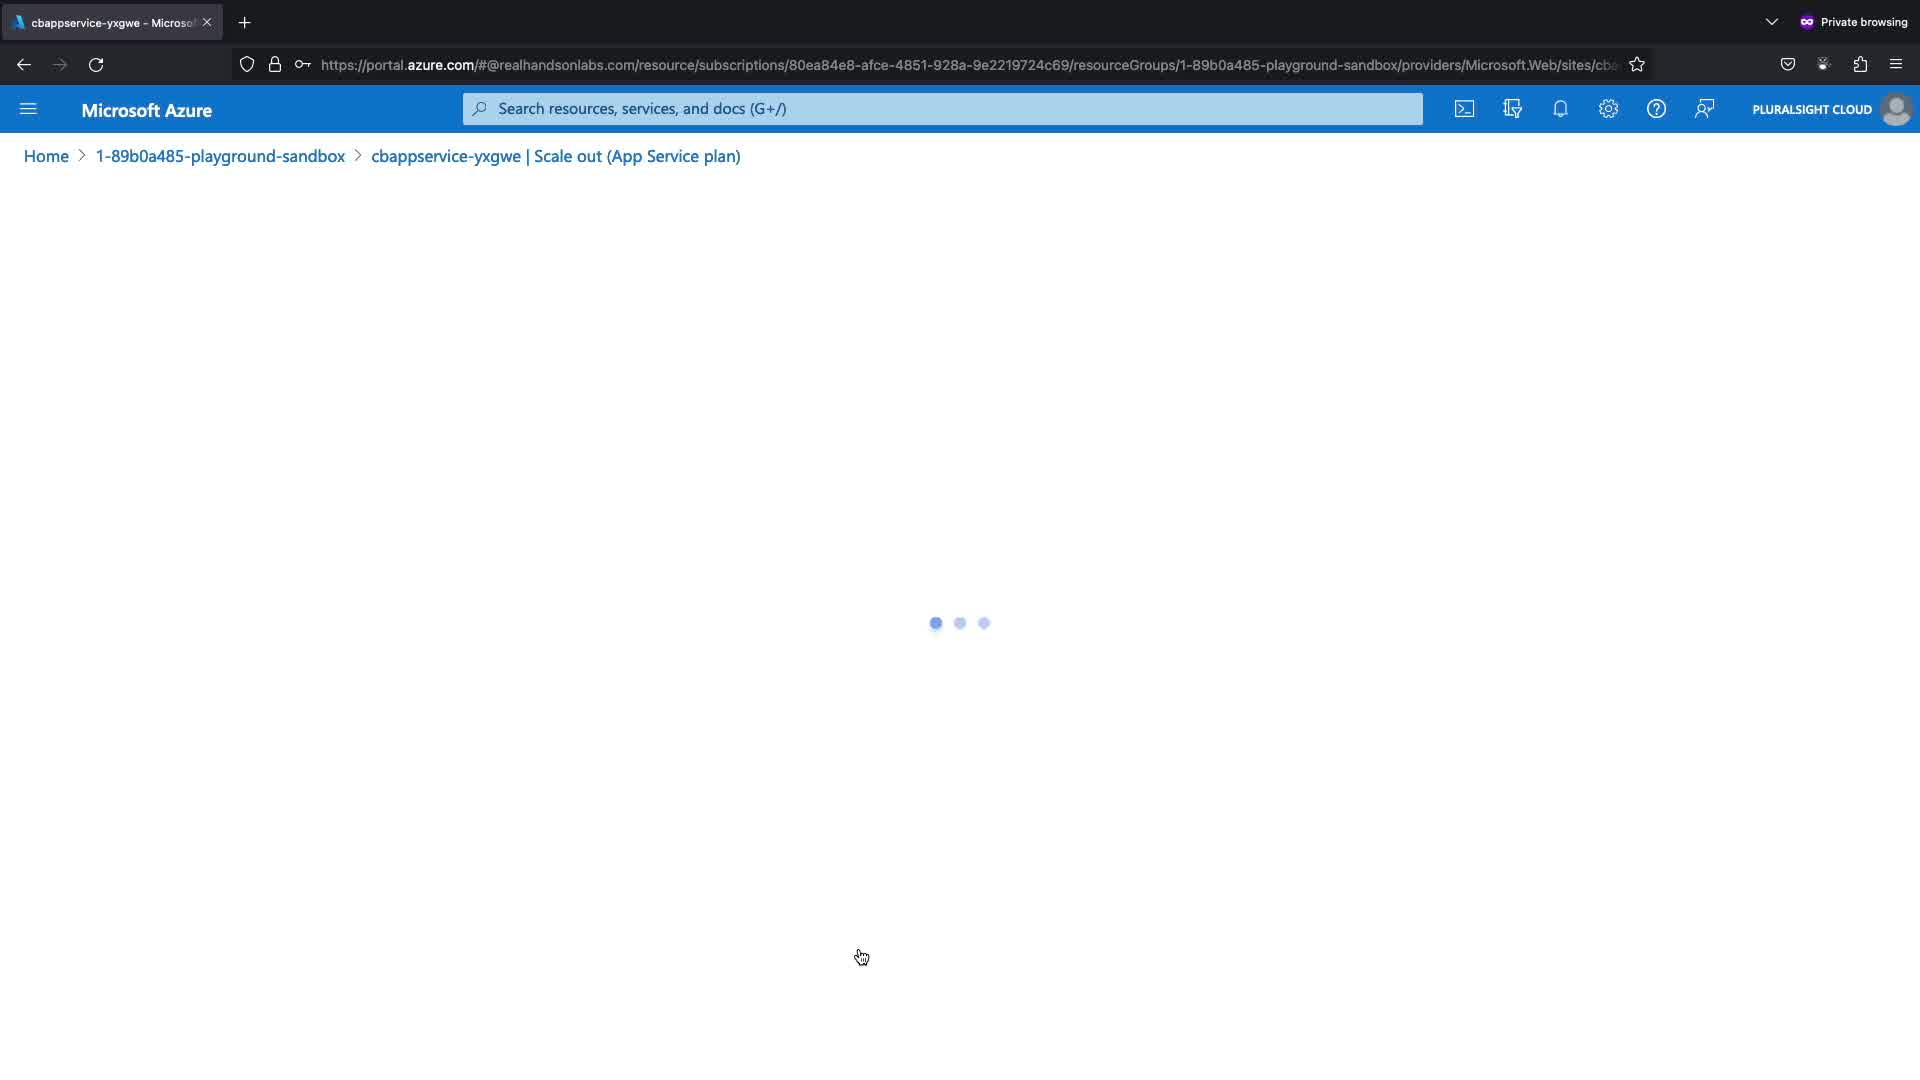 cbappservice-yxgwe - Microsof
Private browsing
https://portal.azure.com/#@realhandsonlabs.com/resource/subscriptions/80ea84e8-afce-4851-928a-9e2219724c69/resourceGroups/1-89b0a485-playground-sandbox/providers/Microsoft.Web/sites/cba
Microsoft Azure
Search resources, services, and docs (G+/)
PLURALSIGHT CLOUD
Home > 1-89b0a485-playground-sandbox > cbappservice-yxgwe | Scale out (App Service plan)